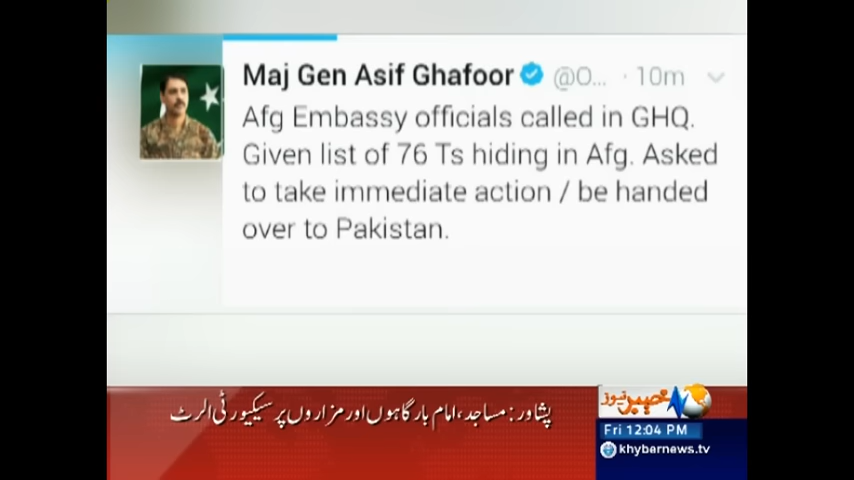 Maj Gen Asif Ghafoor @O... · 10m
Afg Embassy officials called in GHQ.
Given list of 76 Ts hiding in Afg. Asked
to take immediate action / be handed
over to Pakistan.
پشاور: مساجد، امام بارگاہوں اور مزاروں پر سیکیورٹی الرٹ
خیبر نیوز
Fri 12:04 PM
khybernews.tv